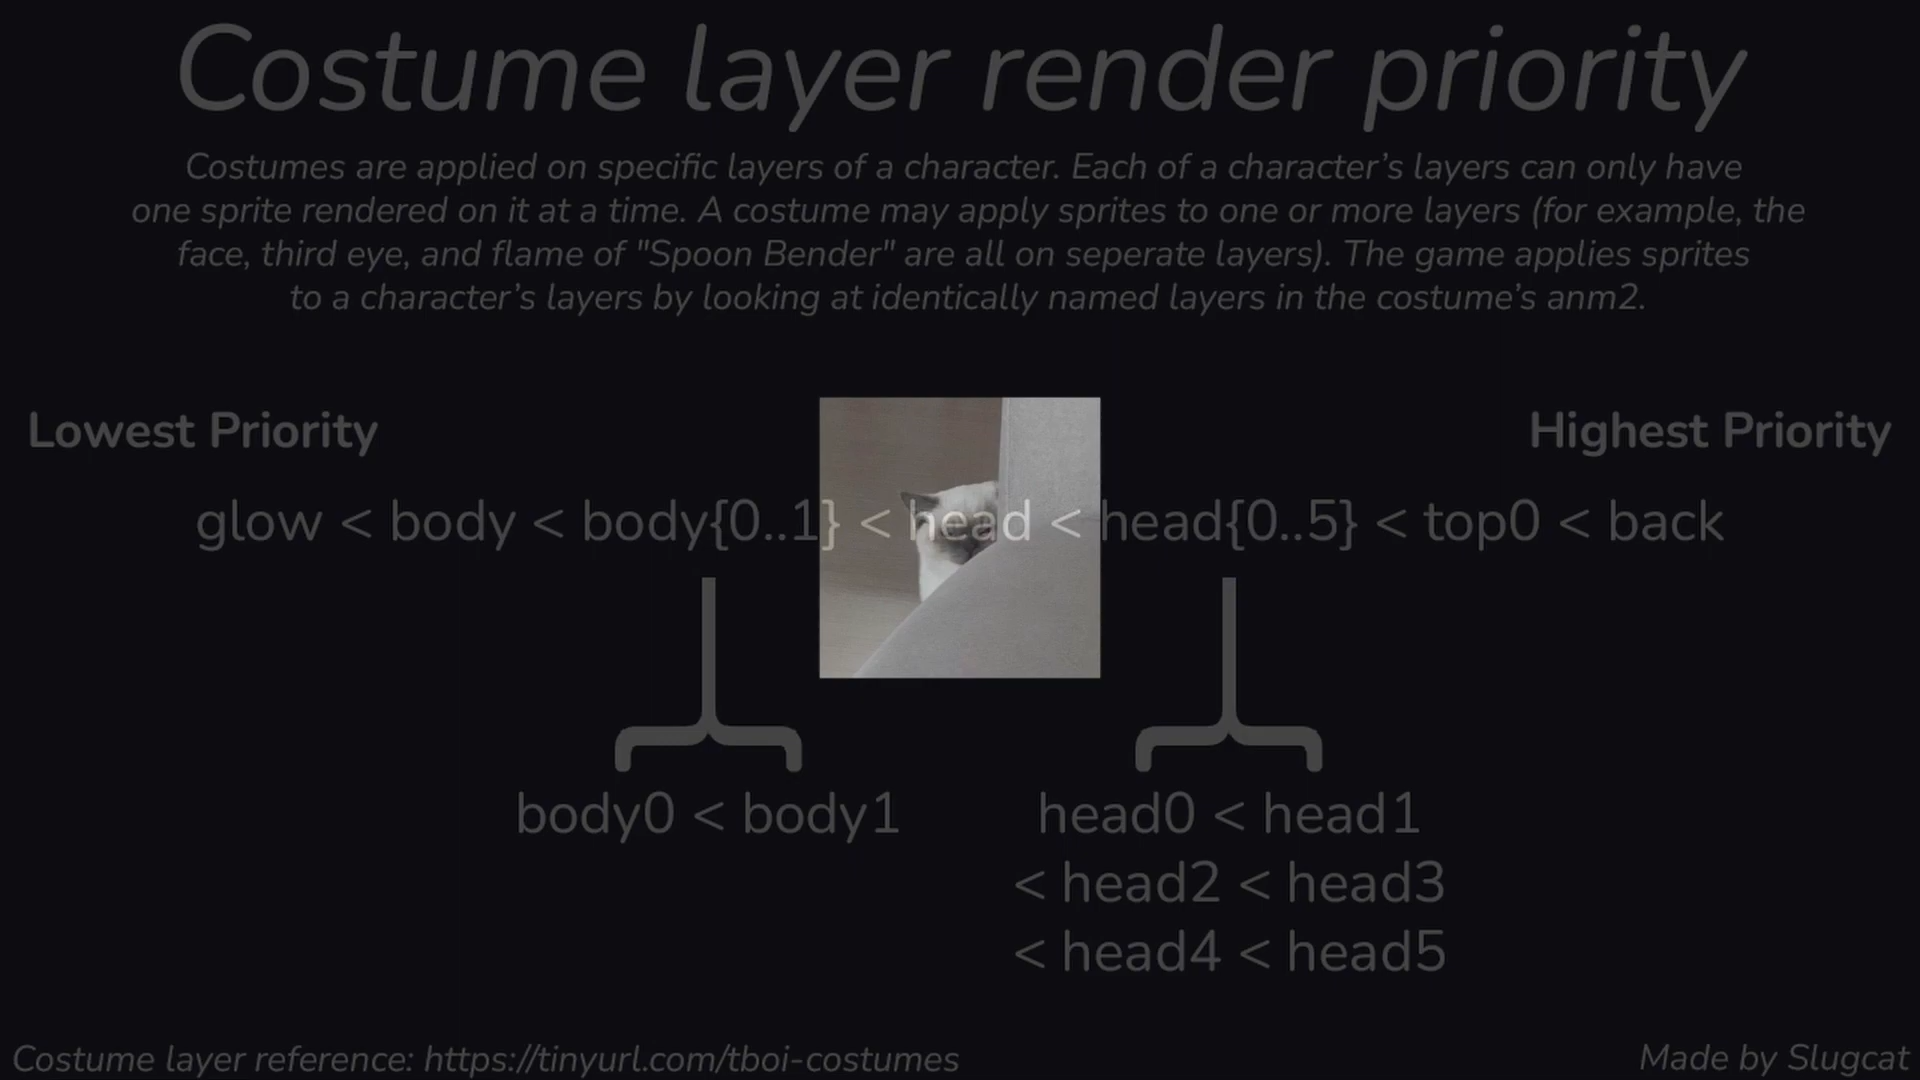 Costume layer render priority
Costumes are applied on specific layers of a character. Each of a character’s layers can only have
one sprite rendered on it at a time. A costume may apply sprites to one or more layers (for example, the
face, third eye, and flame of "Spoon Bender" are all on seperate layers). The game applies sprites
to a character’s layers by looking at identically named layers in the costume’s anm2.
Lowest Priority
Highest Priority
glow < body < body{0..1} < head < head{0..5} < top0 < back
body0 < body1
head0 < head1
< head2 < head3
< head4 < head5
Costume layer reference: https://tinyurl.com/tboi-costumes
Made by Slugcat